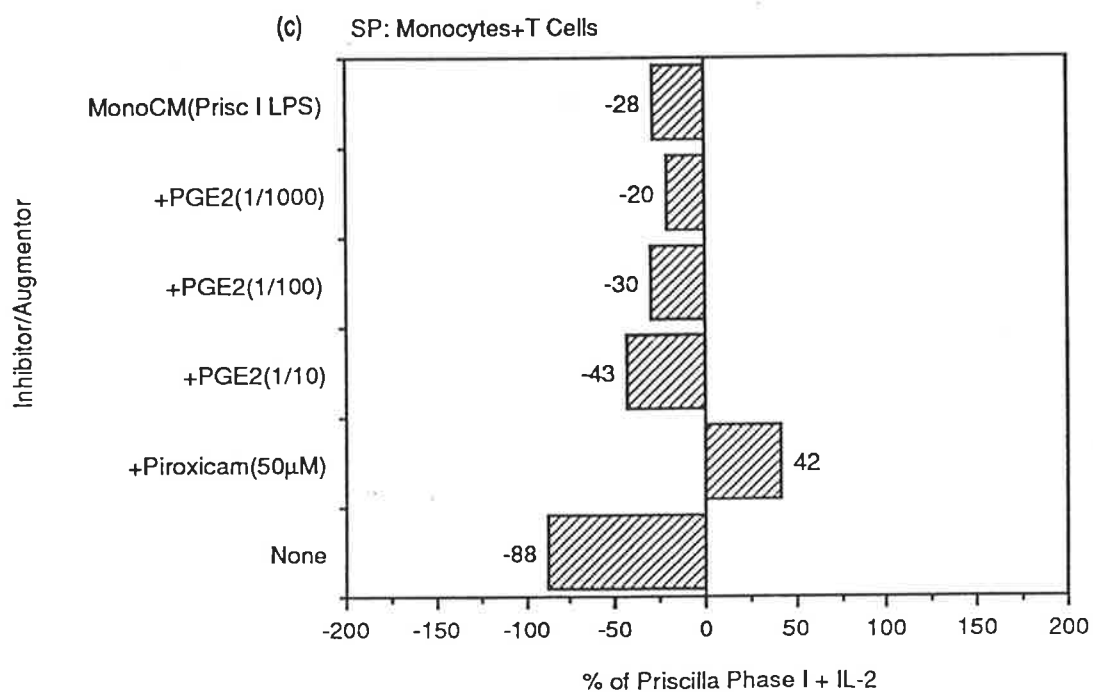 (c) SP: Monocytes+T Cells
MonoCM(Prisc I LPS)
-28
+PGE2(1/1000)
-20
+PGE2(1/100)
-30
+PGE2(1/10)
-43
+Piroxicam(50µM)
42
None
-88
Inhibitor/Augmentor
-200 -150 -100 -50 0 50 100 150 200
% of Priscilla Phase I + IL-2